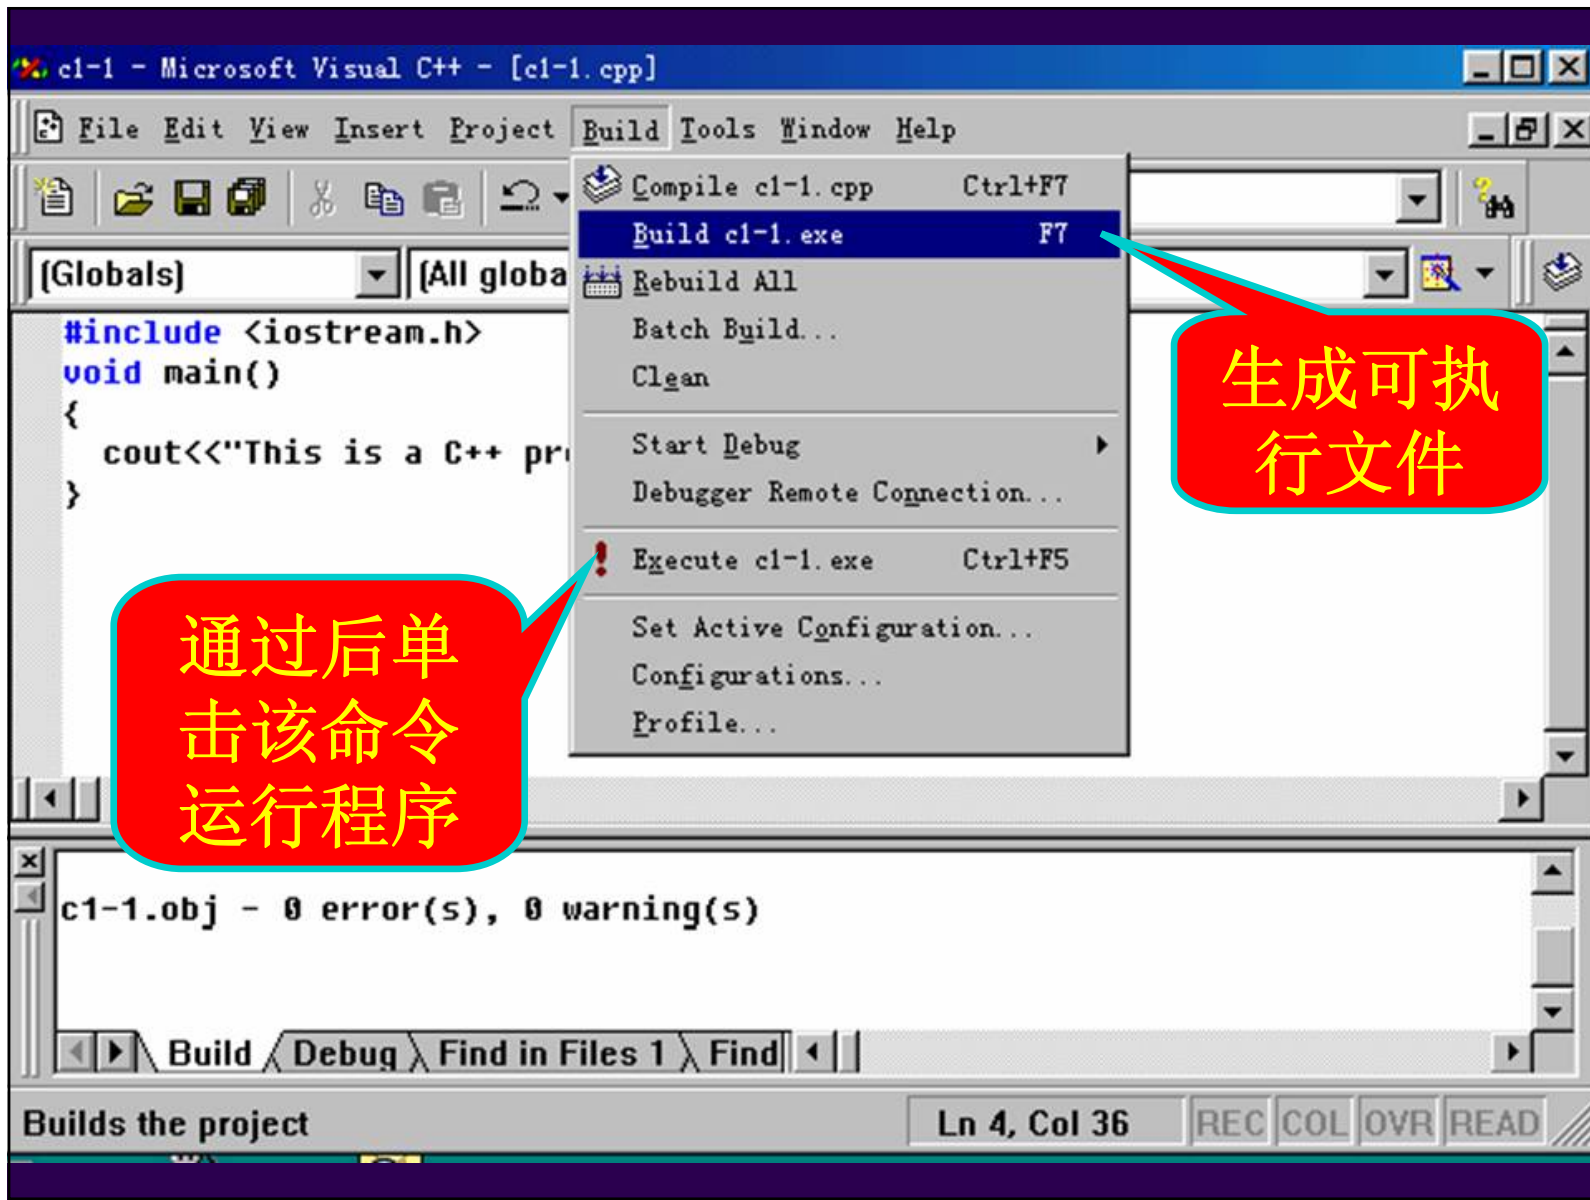 c1-1 - Microsoft Visual C++ - [c1-1.cpp]
File Edit View Insert Project Build Tools Window Help
Compile c1-1.cpp Ctrl+F7
Build c1-1.exe F7
(Globals) (All globa
Rebuild All
Batch Build...
Clean
Start Debug
Debugger Remote Connection...
Execute c1-1.exe Ctrl+F5
Set Active Configuration...
Configurations...
Profile...
#include <iostream.h>
void main()
{
cout<<"This is a C++ pr
}
生成可执
行文件
通过后单
击该命令
运行程序
c1-1.obj - 0 error(s), 0 warning(s)
Build Debug Find in Files 1 Find
Builds the project Ln 4, Col 36 REC COL OVR READ